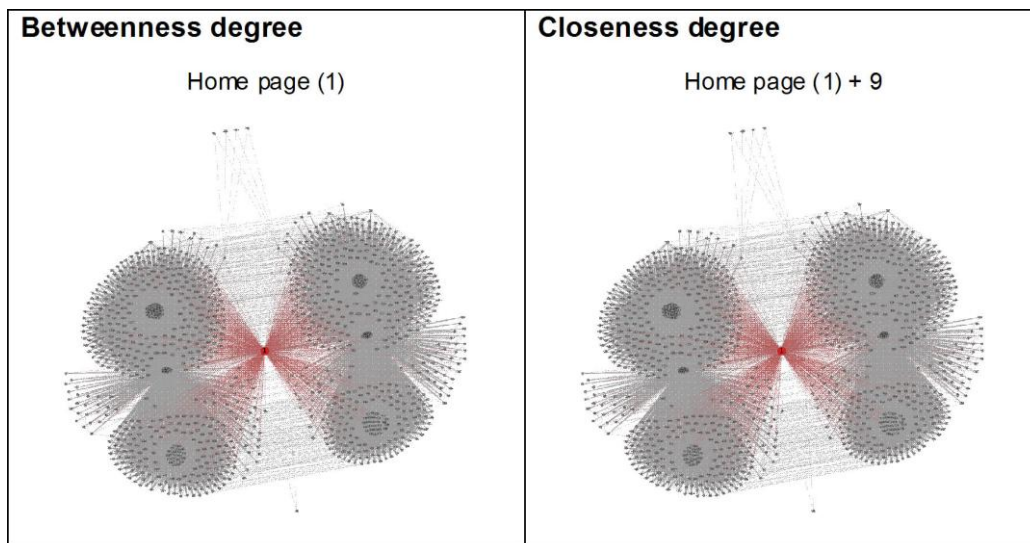 Betweenness degree
Home page (1)
Closeness degree
Home page (1) + 9